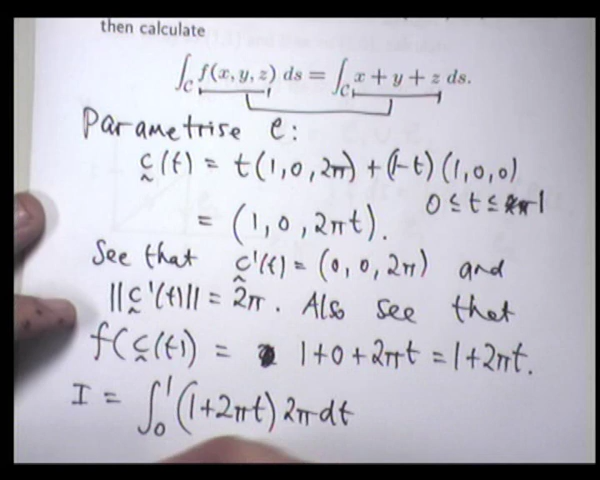 then calculate
∫_C f(x, y, z) ds = ∫_C x + y + z ds.
Parametrise C:
c(t) = t(1,0,2π) + (1-t)(1,0,0)
0 ≤ t ≤ 1
= (1,0,2πt).
See that c'(t) = (0,0,2π) and
||c'(t)|| = 2π. Also see that
f(c(t)) = 1+0+2πt = 1+2πt.
I = ∫_0^1 (1+2πt) 2π dt